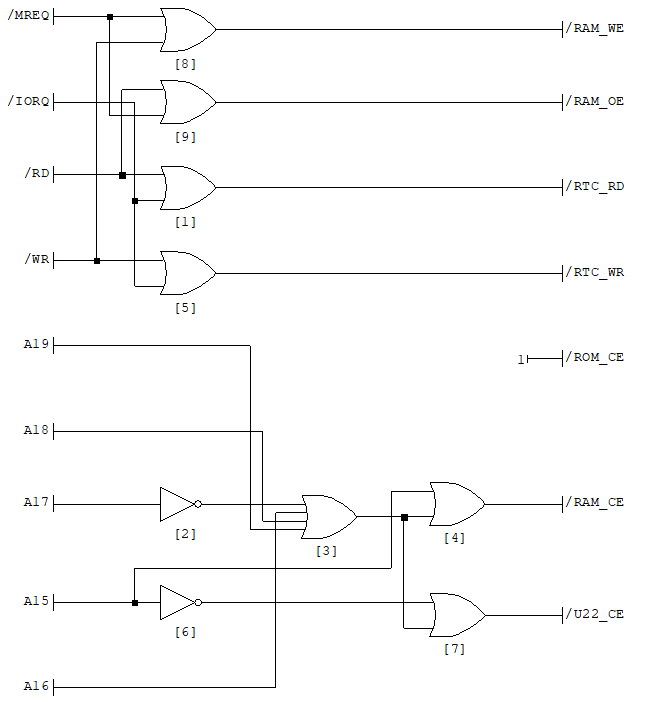 /MREQ
/RAM_WE
[8]
/IORQ
/RAM_OE
[9]
/RD
/RTC_RD
[1]
/WR
/RTC_WR
[5]
A19
1
/ROM_CE
A18
A17
/RAM_CE
[2]
[3]
[4]
A15
/U22_CE
[6]
[7]
A16